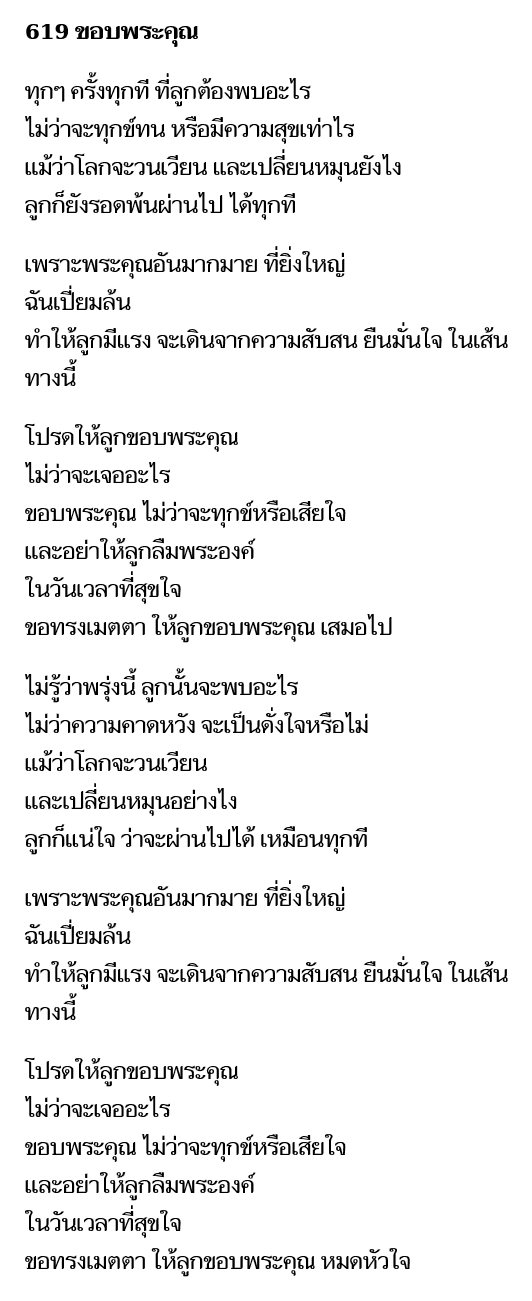 619 ขอบพระคุณ
ทุกๆ ครั้งทุกที ที่ลูกต้องพบอะไร
ไม่ว่าจะทุกข์ทน หรือมีความสุขเท่าไร
แม้ว่าโลกจะวนเวียน และเปลี่ยนหมุนยังไง
ลูกก็ยังรอดพ้นผ่านไป ได้ทุกที
เพราะพระคุณอันมากมาย ที่ยิ่งใหญ่
ฉันเปี่ยมล้น
ทำให้ลูกมีแรง จะเดินจากความสับสน ยืนมั่นใจ ในเส้น
ทางนี้
โปรดให้ลูกขอบพระคุณ
ไม่ว่าจะเจออะไร
ขอบพระคุณ ไม่ว่าจะทุกข์หรือเสียใจ
และอย่าให้ลูกลืมพระองค์
ในวันเวลาที่สุขใจ
ขอทรงเมตตา ให้ลูกขอบพระคุณ เสมอไป
ไม่รู้ว่าพรุ่งนี้ ลูกนั้นจะพบอะไร
ไม่ว่าความคาดหวัง จะเป็นดั่งใจหรือไม่
แม้ว่าโลกจะวนเวียน
และเปลี่ยนหมุนอย่างไง
ลูกก็แน่ใจ ว่าจะผ่านไปได้ เหมือนทุกที
เพราะพระคุณอันมากมาย ที่ยิ่งใหญ่
ฉันเปี่ยมล้น
ทำให้ลูกมีแรง จะเดินจากความสับสน ยืนมั่นใจ ในเส้น
ทางนี้
โปรดให้ลูกขอบพระคุณ
ไม่ว่าจะเจออะไร
ขอบพระคุณ ไม่ว่าจะทุกข์หรือเสียใจ
และอย่าให้ลูกลืมพระองค์
ในวันเวลาที่สุขใจ
ขอทรงเมตตา ให้ลูกขอบพระคุณ หมดหัวใจ